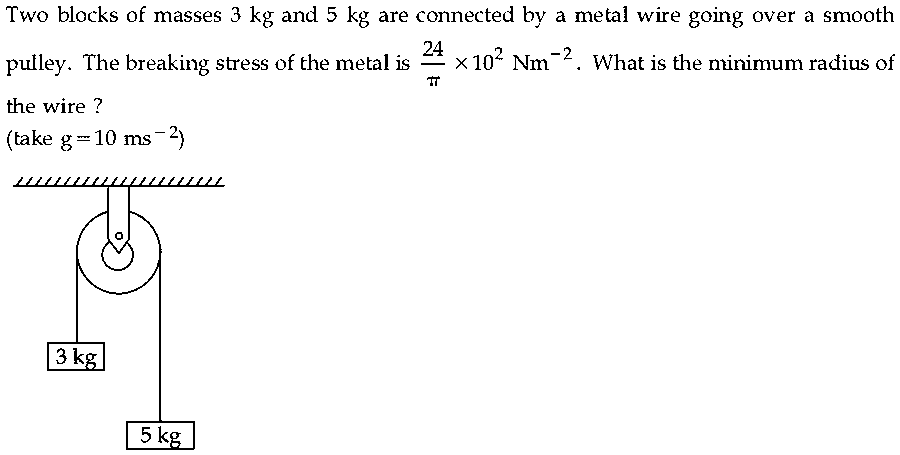 Two blocks of masses 3 kg and 5 kg are connected by a metal wire going over a smooth
pulley. The breaking stress of the metal is 24/π × 10² Nm⁻². What is the minimum radius of
the wire ?
(take g = 10 ms⁻²)
3 kg
5 kg